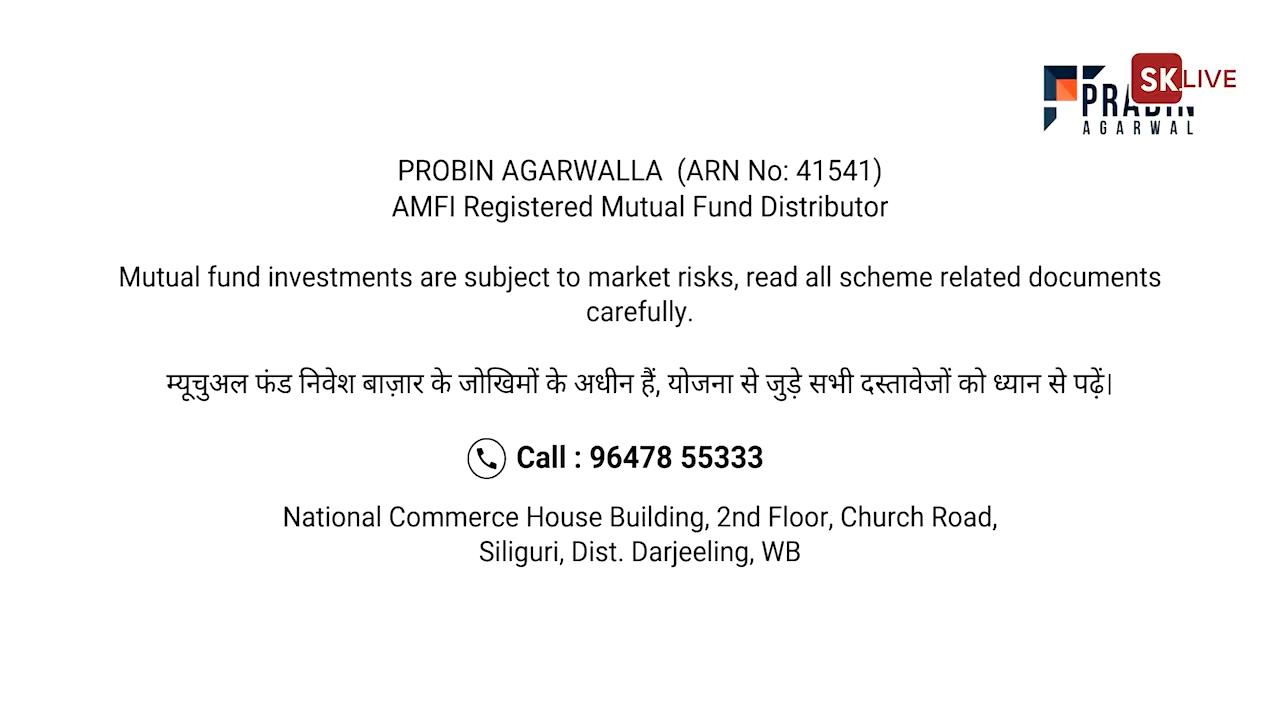 SK LIVE
AGARWAL
PROBIN AGARWALLA (ARN No: 41541)
AMFI Registered Mutual Fund Distributor
Mutual fund investments are subject to market risks, read all scheme related documents
carefully.
म्यूचुअल फंड निवेश बाज़ार के जोखिमों के अधीन हैं, योजना से जुड़े सभी दस्तावेजों को ध्यान से पढ़ें।
Call : 96478 55333
National Commerce House Building, 2nd Floor, Church Road,
Siliguri, Dist. Darjeeling, WB